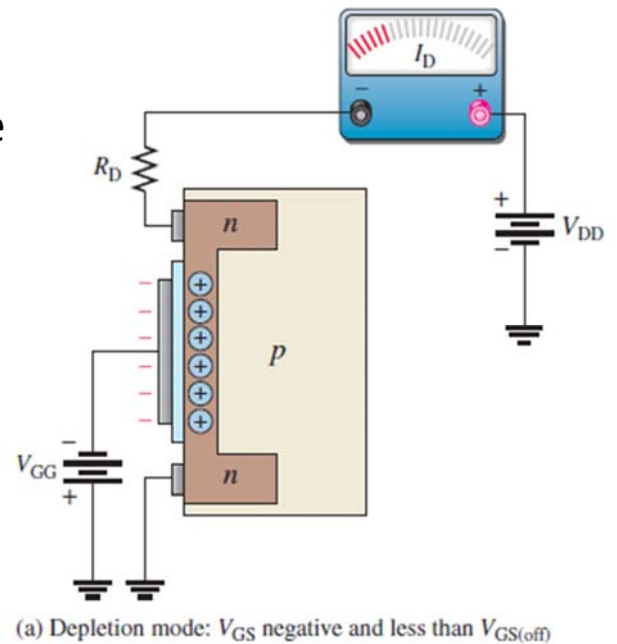 e
I_D
− +
R_D
+
V_DD
−
n
− +
− +
− +
p
− +
− +
− +
−
V_GG
+
n
(a) Depletion mode: V_GS negative and less than V_GS(off)